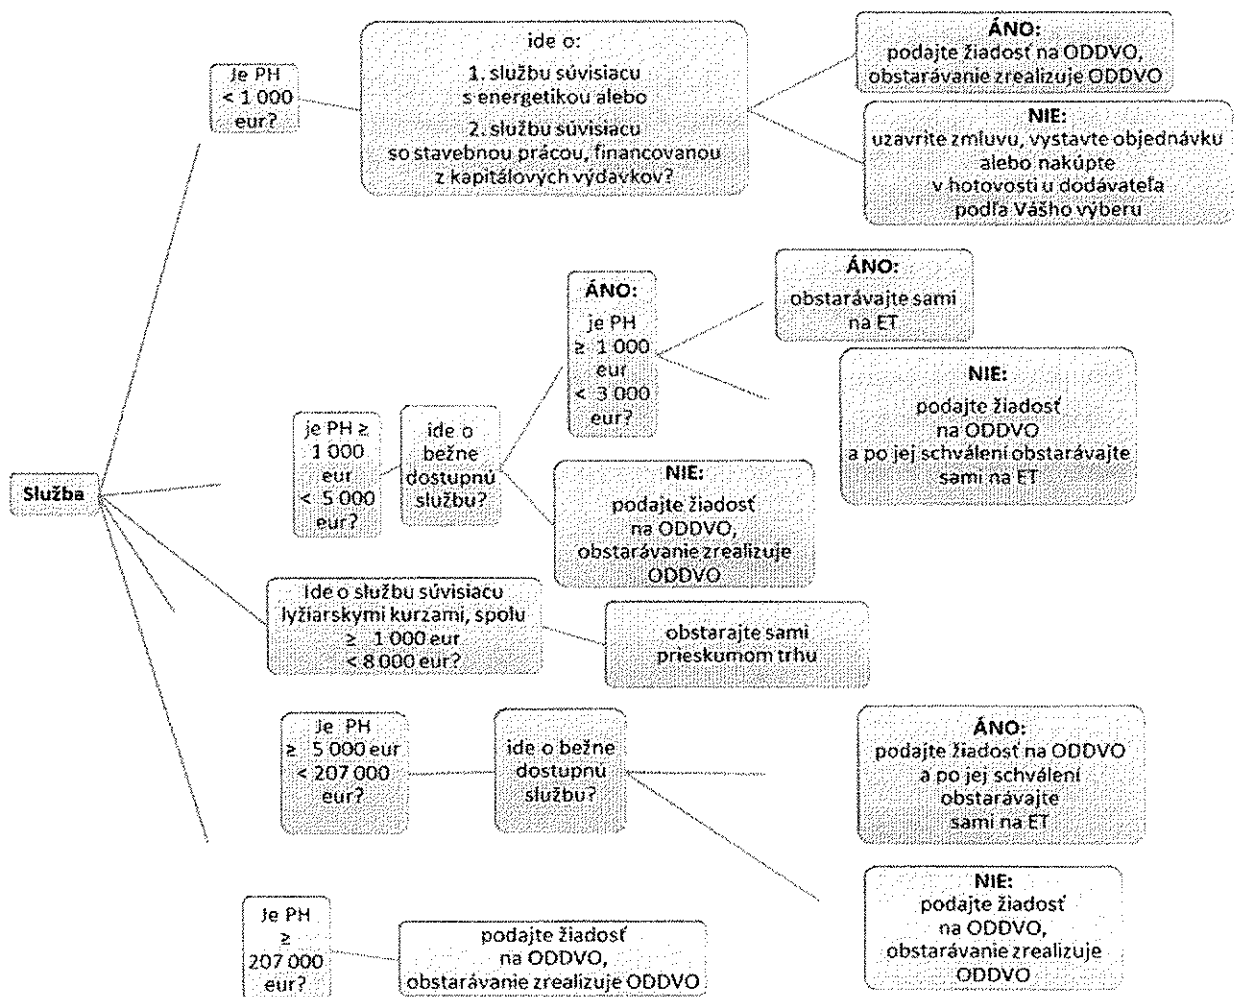 Služba
Je PH
< 1 000
eur?
ide o:
1. službu súvisiacu
s energetikou alebo
2. službu súvisiacu
so stavebnou prácou, financovanou
z kapitálových výdavkov?
ÁNO:
podajte žiadosť na ODDVO,
obstarávanie zrealizuje ODDVO
NIE:
uzavrite zmluvu, vystavte objednávku
alebo nakúpte
v hotovosti u dodávateľa
podľa Vášho výberu
je PH ≥
1 000
eur
< 5 000
eur?
ide o
bežne
dostupnú
službu?
ÁNO:
je PH
≥ 1 000
eur
< 3 000
eur?
ÁNO:
obstarávajte sami
na ET
NIE:
podajte žiadosť
na ODDVO
a po jej schválení obstarávajte
sami na ET
NIE:
podajte žiadosť
na ODDVO,
obstarávanie zrealizuje
ODDVO
Ide o službu súvisiacu
lyžiarskymi kurzami, spolu
≥ 1 000 eur
< 8 000 eur?
obstarajte sami
prieskumom trhu
Je PH
≥ 5 000 eur
< 207 000
eur?
ide o bežne
dostupnú
službu?
ÁNO:
podajte žiadosť na ODDVO
a po jej schválení
obstarávajte
sami na ET
NIE:
podajte žiadosť
na ODDVO,
obstarávanie zrealizuje
ODDVO
Je PH
≥
207 000
eur?
podajte žiadosť
na ODDVO,
obstarávanie zrealizuje ODDVO